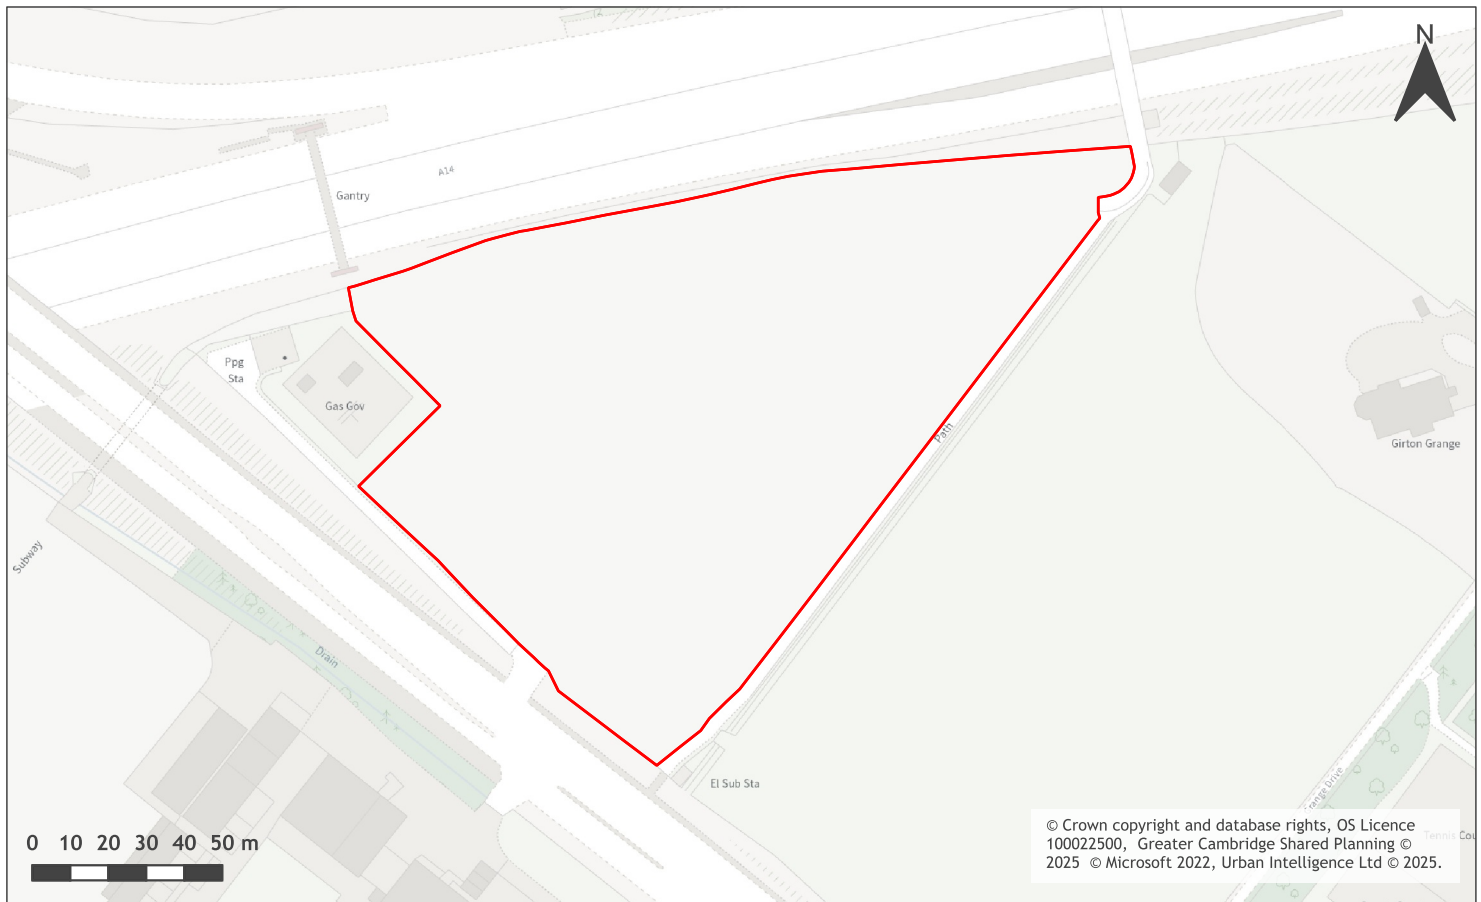 N
A14
Gantry
Ppg
Sta
Gas Gov
Path
Girton Grange
Subway
Drain
El Sub Sta
0 10 20 30 40 50 m
© Crown copyright and database rights, OS Licence
100022500, Greater Cambridge Shared Planning ©
2025 © Microsoft 2022, Urban Intelligence Ltd © 2025.